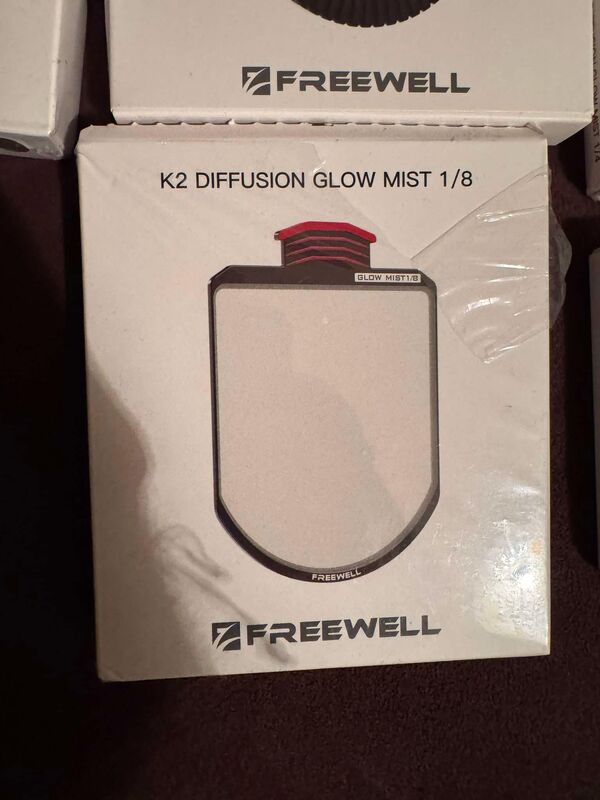 FREEWELL
K2 DIFFUSION GLOW MIST 1/8
GLOW MIST1/8
FREEWELL
FREEWELL